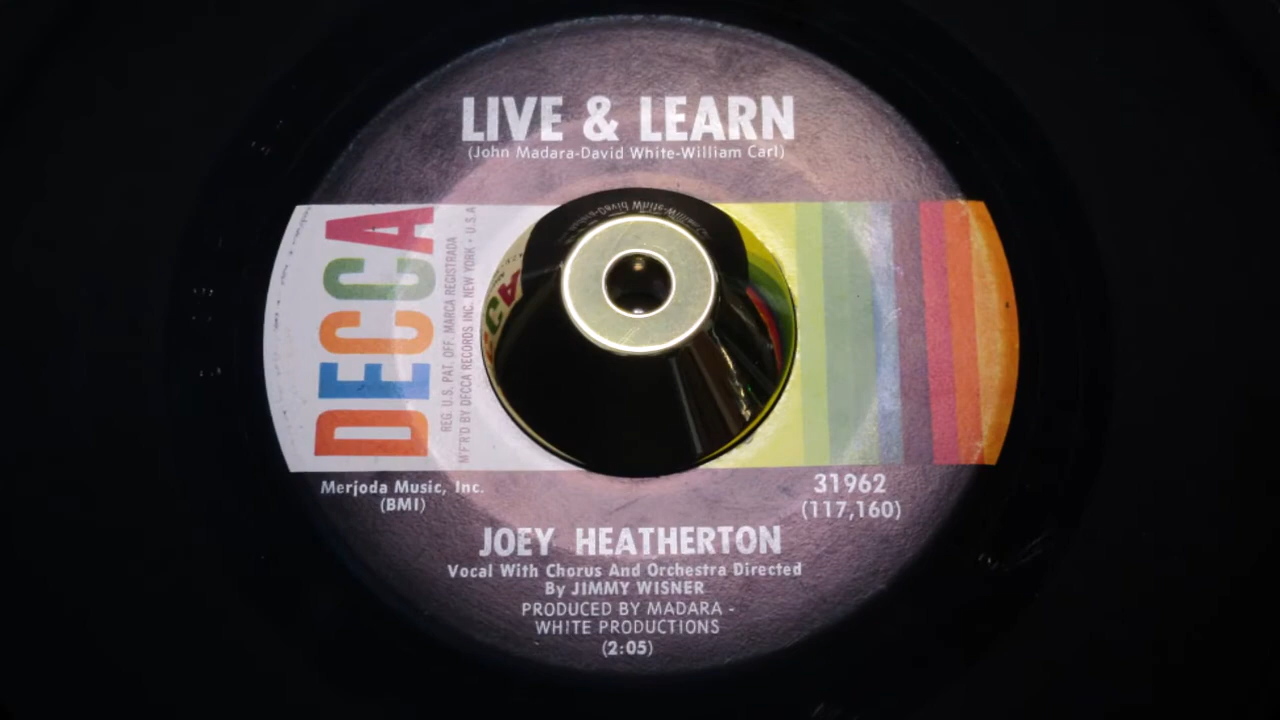 LIVE & LEARN
(John Madara-David White-William Carl)
DECCA
REG. U.S. PAT. OFF. MARCA REGISTRADA
M'F'R'D BY DECCA RECORDS INC. NEW YORK • U.S.A
Merjoda Music, Inc.
(BMI)
31962
(117,160)
JOEY HEATHERTON
Vocal With Chorus And Orchestra Directed
By JIMMY WISNER
PRODUCED BY MADARA -
WHITE PRODUCTIONS
(2:05)